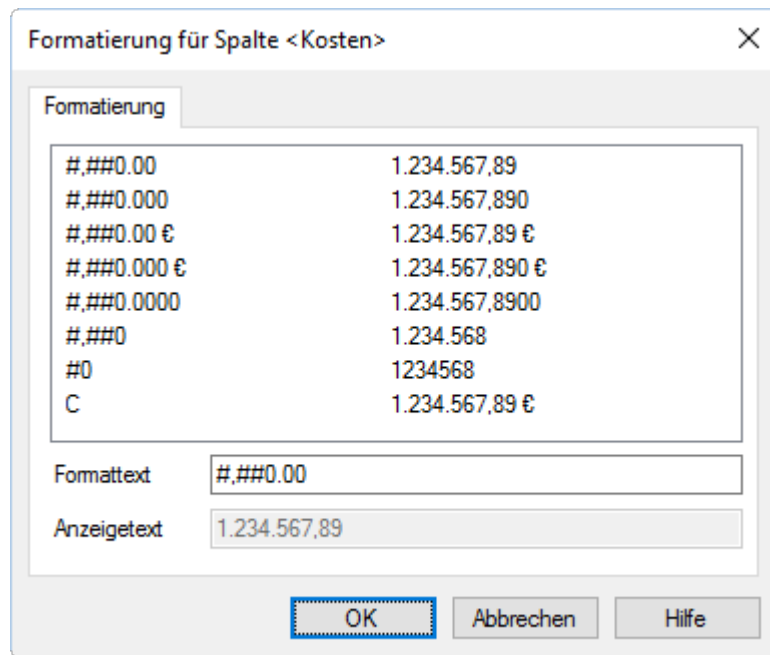 Formatierung für Spalte <Kosten>
Formatierung
#,##0.00 1.234.567,89
#,##0.000 1.234.567,890
#,##0.00 € 1.234.567,89 €
#,##0.000 € 1.234.567,890 €
#,##0.0000 1.234.567,8900
#,##0 1.234.568
#0 1234568
C 1.234.567,89 €
Formattext #,##0.00
Anzeigetext 1.234.567,89
OK Abbrechen Hilfe